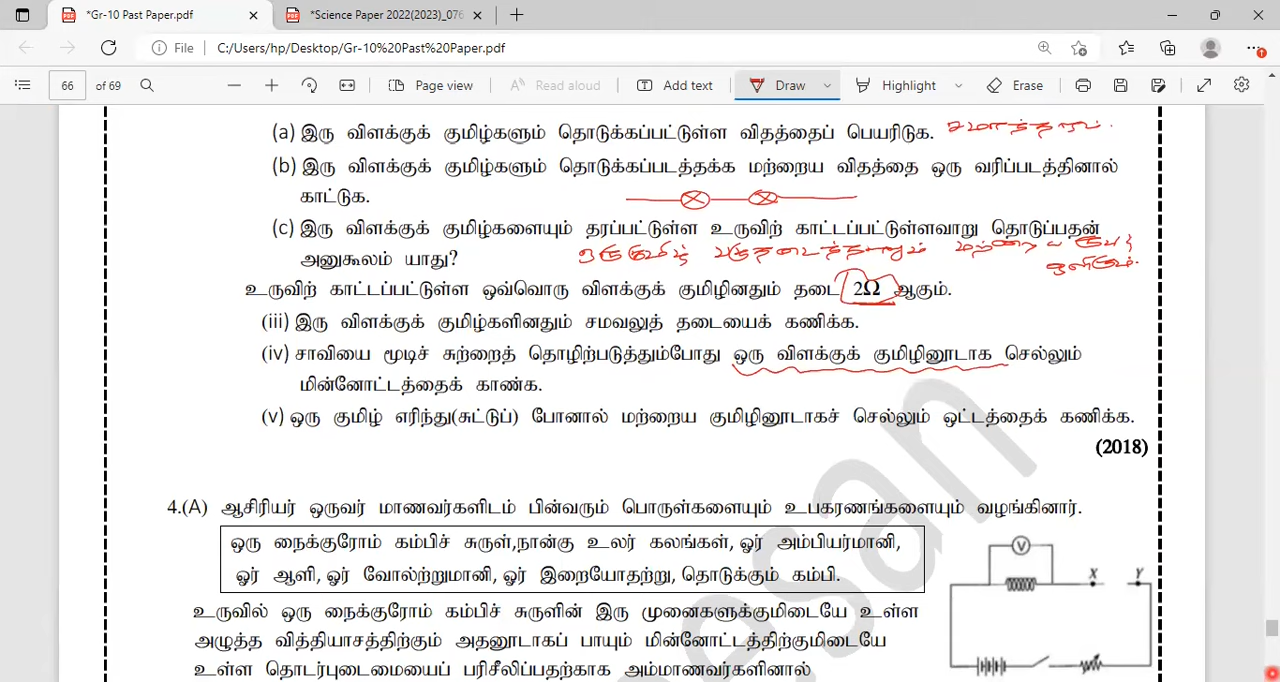 *Gr-10 Past Paper.pdf
*Science Paper 2022(2023)_076
File
C:/Users/hp/Desktop/Gr-10%20Past%20Paper.pdf
66 of 69
Page view
Read aloud
Add text
Draw
Highlight
Erase
(a) இரு விளக்குக் குமிழ்களும் தொடுக்கப்பட்டுள்ள விதத்தைப் பெயரிடுக. சமாந்தரம்.
(b) இரு விளக்குக் குமிழ்களும் தொடுக்கப்படத்தக்க மற்றைய விதத்தை ஒரு வரிப்படத்தினால்
காட்டுக.
(c) இரு விளக்குக் குமிழ்களையும் தரப்பட்டுள்ள உருவிற் காட்டப்பட்டுள்ளவாறு தொடுப்பதன்
அனுகூலம் யாது?
ஒளிரும்.
உருவிற் காட்டப்பட்டுள்ள ஒவ்வொரு விளக்குக் குமிழினதும் தடை 2Ω ஆகும்.
(iii) இரு விளக்குக் குமிழ்களினதும் சமவலுத் தடையைக் கணிக்க.
(iv) சாவியை மூடிச் சுற்றைத் தொழிற்படுத்தும்போது ஒரு விளக்குக் குமிழினூடாக செல்லும்
மின்னோட்டத்தைக் காண்க.
(v) ஒரு குமிழ் எரிந்து(சுட்டுப்) போனால் மற்றைய குமிழினூடாகச் செல்லும் ஓட்டத்தைக் கணிக்க.
(2018)
4.(A) ஆசிரியர் ஒருவர் மாணவர்களிடம் பின்வரும் பொருள்களையும் உபகரணங்களையும் வழங்கினார்.
ஒரு நைக்குரோம் கம்பிச் சுருள்,நான்கு உலர் கலங்கள், ஓர் அம்பியர்மானி,
ஓர் ஆளி, ஓர் வோல்ற்றுமானி, ஓர் இறையோதற்று, தொடுக்கும் கம்பி.
V
X Y
உருவில் ஒரு நைக்குரோம் கம்பிச் சுருளின் இரு முனைகளுக்குமிடையே உள்ள
அழுத்த வித்தியாசத்திற்கும் அதனூடாகப் பாயும் மின்னோட்டத்திற்குமிடையே
உள்ள தொடர்புடைமையைப் பரிசீலிப்பதற்காக அம்மாணவர்களினால்